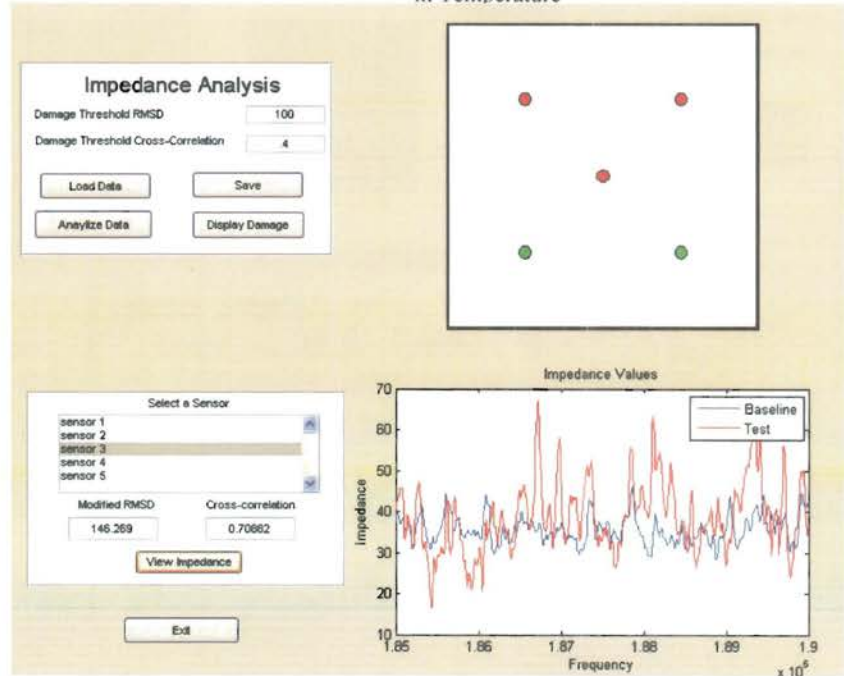 in Temperature
Impedance Analysis
Damage Threshold RMSD 100
Damage Threshold Cross-Correlation .4
Load Data Save
Anaylize Data Display Damage
Select a Sensor
sensor 1
sensor 2
sensor 3
sensor 4
sensor 5
Modified RMSD Cross-correlation
146.269 0.70862
View Impedance
Exit
Impedance Values
Baseline
Test
Impedance
70
60
50
40
30
20
10
1.85 1.86 1.87 1.88 1.89 1.9
Frequency
x 10